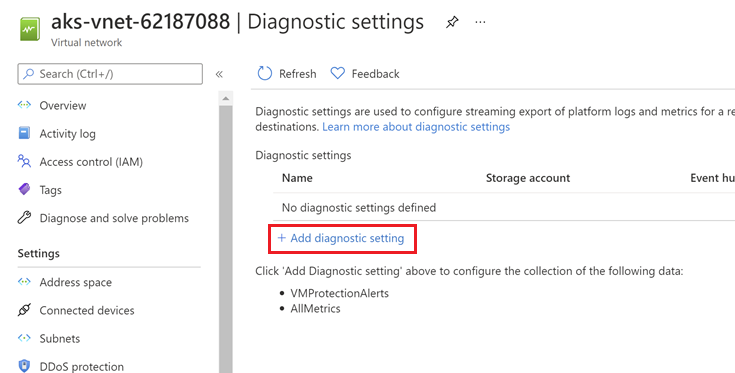 aks-vnet-62187088 | Diagnostic settings
Virtual network
Search (Ctrl+/)
Overview
Activity log
Access control (IAM)
Tags
Diagnose and solve problems
Settings
Address space
Connected devices
Subnets
DDoS protection
Refresh
Feedback
Diagnostic settings are used to configure streaming export of platform logs and metrics for a re
destinations. Learn more about diagnostic settings
Diagnostic settings
Name Storage account Event hu
No diagnostic settings defined
+ Add diagnostic setting
Click 'Add Diagnostic setting' above to configure the collection of the following data:
• VMProtectionAlerts
• AllMetrics